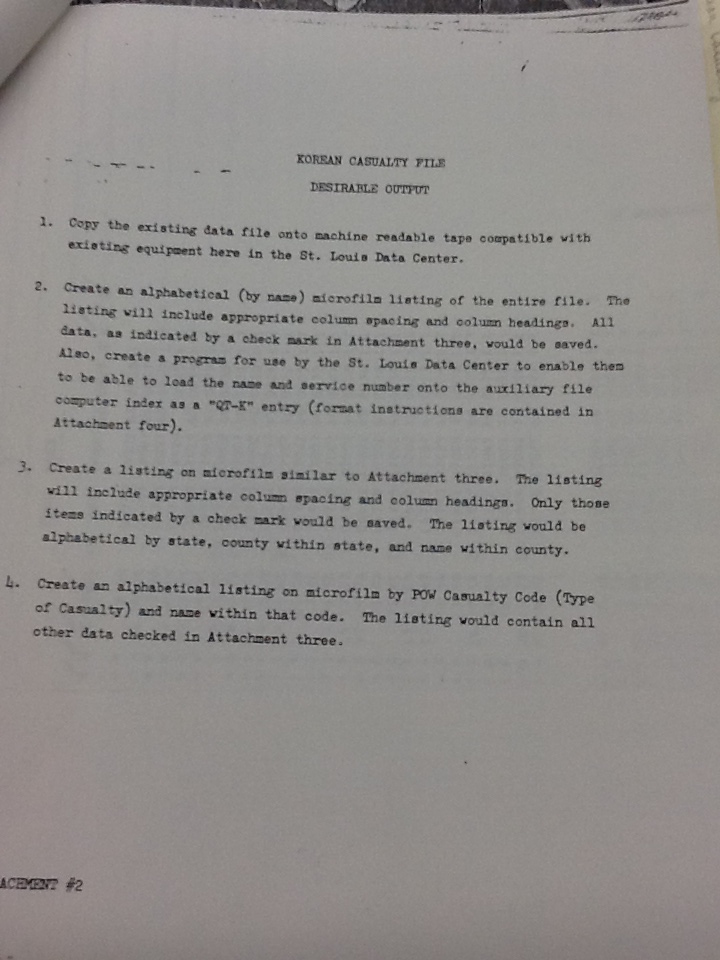 KOREAN CASUALTY FILE
DESIRABLE OUTPUT
1. Copy the existing data file onto machine readable tape compatible with
existing equipment here in the St. Louis Data Center.
2. Create an alphabetical (by name) microfilm listing of the entire file. The
listing will include appropriate column spacing and column headings. All
data, as indicated by a check mark in Attachment three, would be saved.
Also, create a program for use by the St. Louis Data Center to enable them
to be able to load the name and service number onto the auxiliary file
computer index as a "QT-K" entry (format instructions are contained in
Attachment four).
3. Create a listing on microfilm similar to Attachment three. The listing
will include appropriate column spacing and column headings. Only those
items indicated by a check mark would be saved. The listing would be
alphabetical by state, county within state, and name within county.
4. Create an alphabetical listing on microfilm by POW Casualty Code (Type
of Casualty) and name within that code. The listing would contain all
other data checked in Attachment three.
ACHMENT #2